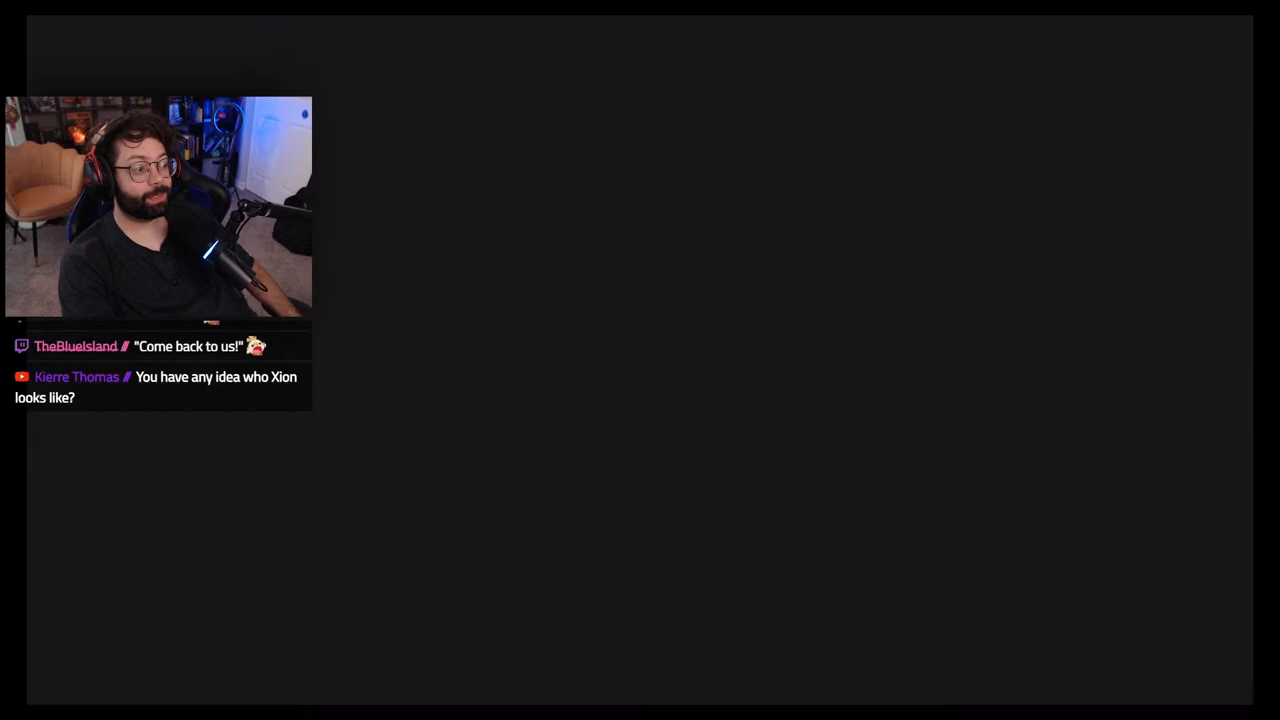 TheBlueIsland // "Come back to us!"
Kierre Thomas // You have any idea who Xion
looks like?